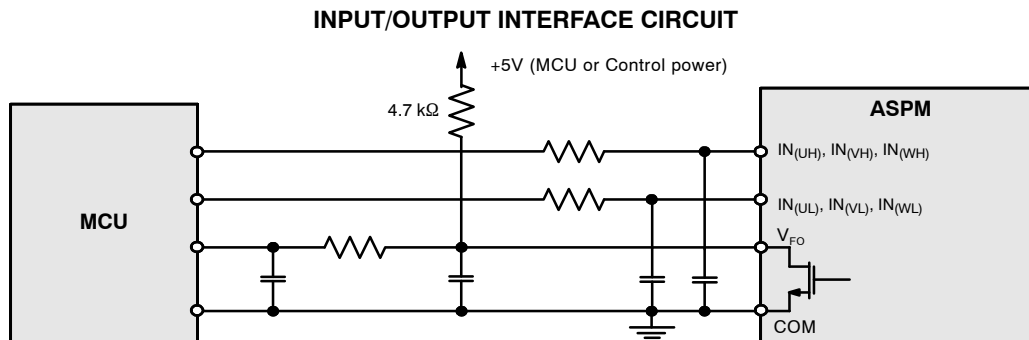 INPUT/OUTPUT INTERFACE CIRCUIT
+5V (MCU or Control power)
4.7 kΩ
ASPM
IN(UH), IN(VH), IN(WH)
MCU
IN(UL), IN(VL), IN(WL)
VFO
COM